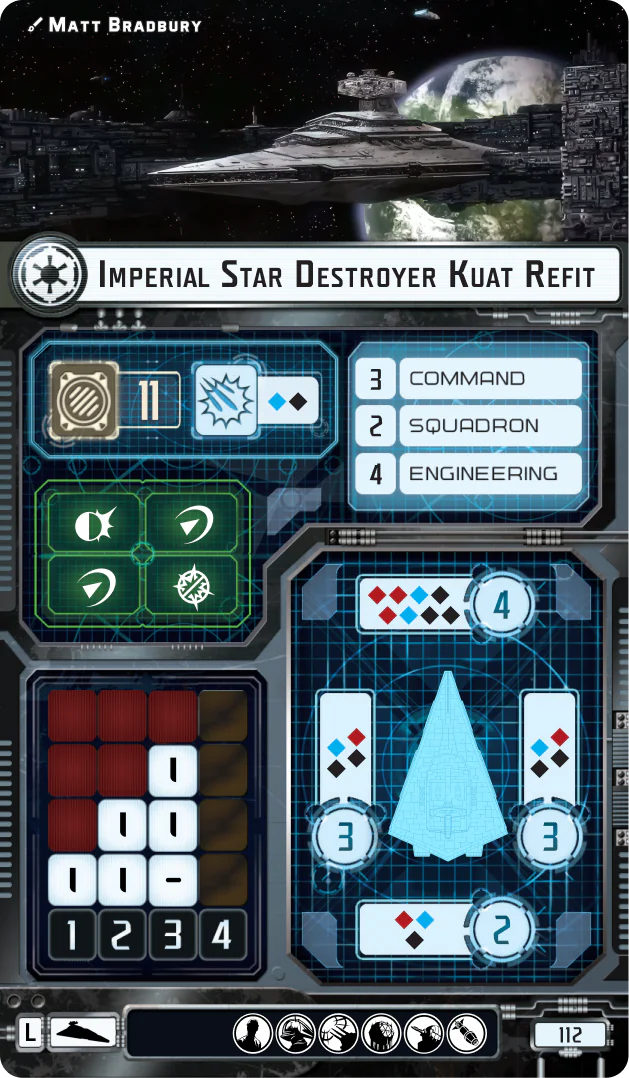 MATT BRADBURY
IMPERIAL STAR DESTROYER KUAT REFIT
11
3 COMMAND
2 SQUADRON
4 ENGINEERING
4
3 3
2
I
I I
I I -
1 2 3 4
L 112